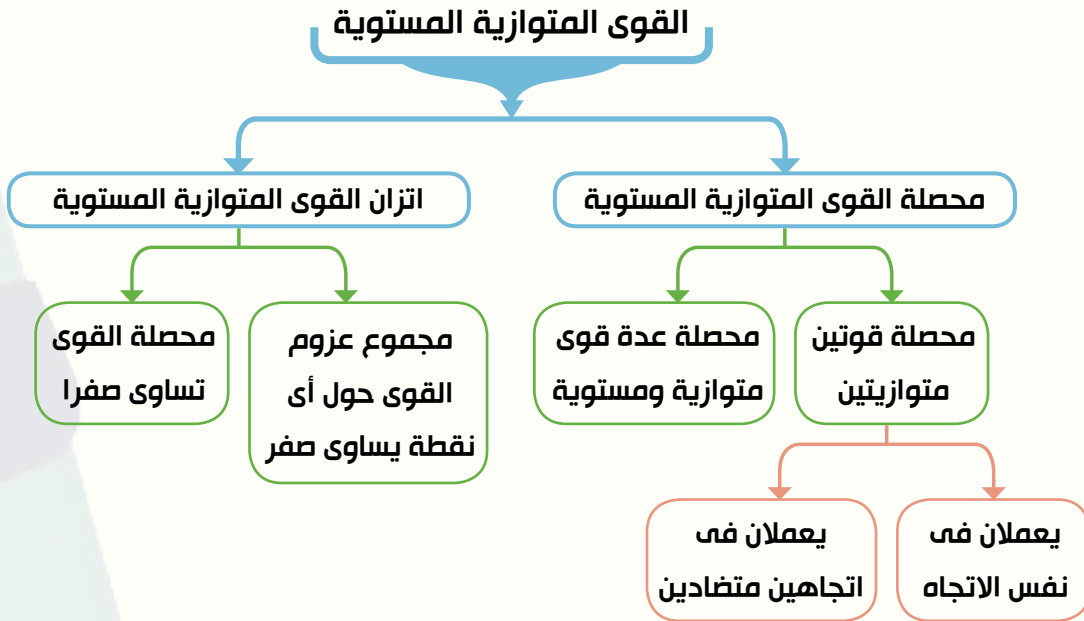 القوى المتوازية المستوية
محصلة القوى المتوازية المستوية
اتزان القوى المتوازية المستوية
محصلة قوتين
متوازيتين
محصلة عدة قوى
متوازية ومستوية
مجموع عزوم
القوى حول أى
نقطة يساوى صفر
محصلة القوى
تساوى صفرا
يعملان فى
نفس الاتجاه
يعملان فى
اتجاهين متضادين